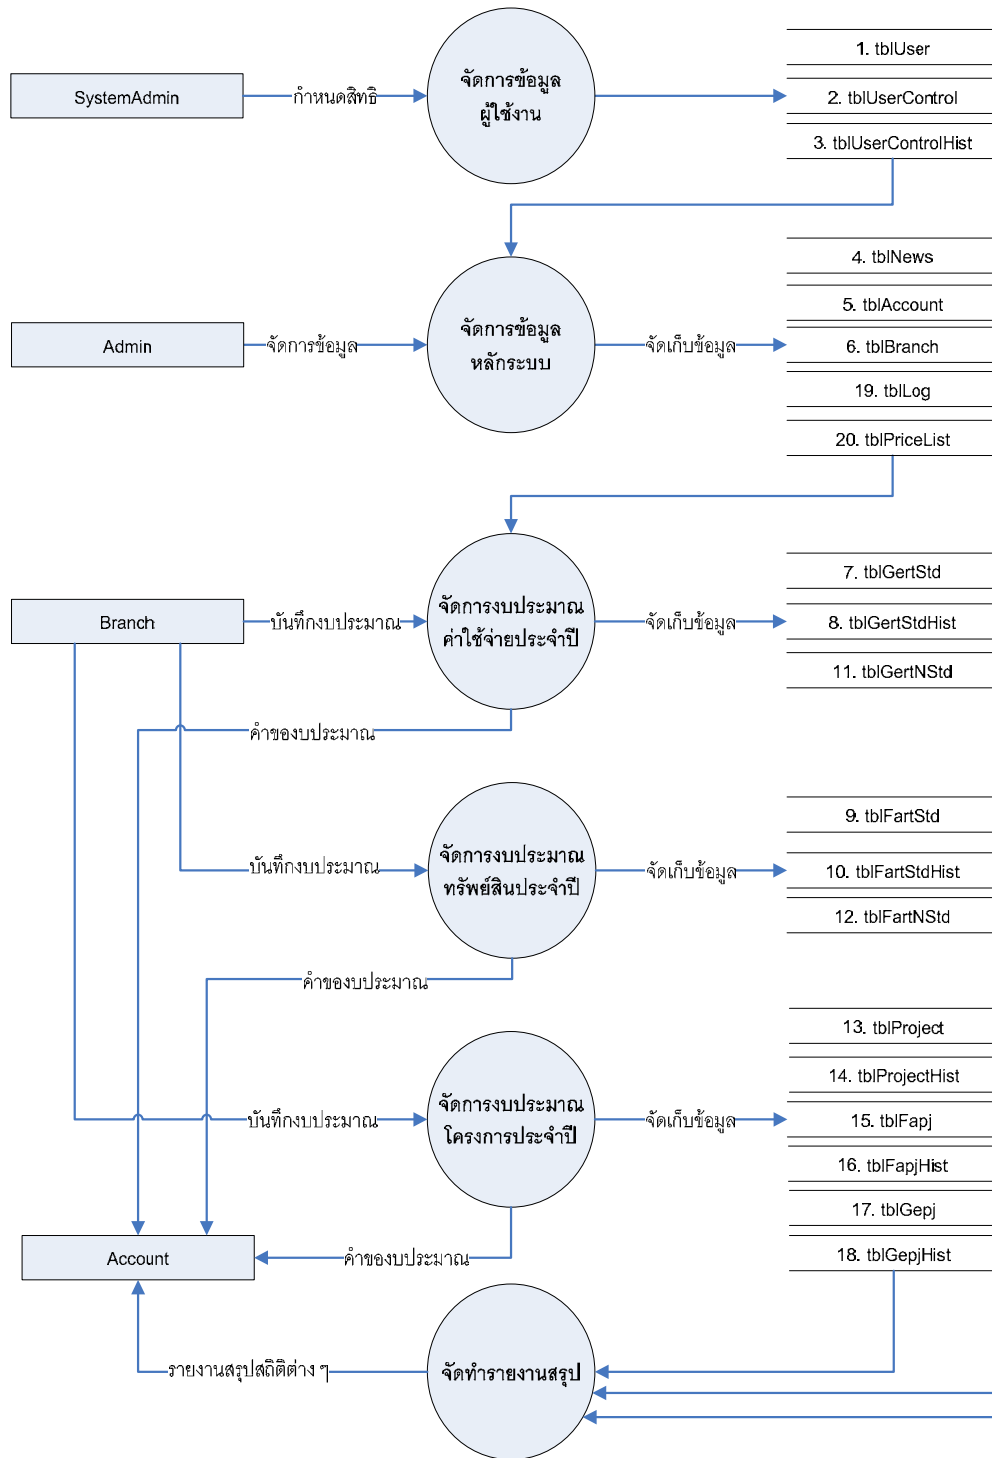 SystemAdmin
กำหนดสิทธิ
จัดการข้อมูล
ผู้ใช้งาน
1. tblUser
2. tblUserControl
3. tblUserControlHist
Admin
จัดการข้อมูล
จัดการข้อมูล
หลักระบบ
จัดเก็บข้อมูล
4. tblNews
5. tblAccount
6. tblBranch
19. tblLog
20. tblPriceList
Branch
บันทึกงบประมาณ
จัดการงบประมาณ
ค่าใช้จ่ายประจำปี
จัดเก็บข้อมูล
7. tblGertStd
8. tblGertStdHist
11. tblGertNStd
คำของบประมาณ
บันทึกงบประมาณ
จัดการงบประมาณ
ทรัพย์สินประจำปี
จัดเก็บข้อมูล
9. tblFartStd
10. tblFartStdHist
12. tblFartNStd
คำของบประมาณ
บันทึกงบประมาณ
จัดการงบประมาณ
โครงการประจำปี
จัดเก็บข้อมูล
13. tblProject
14. tblProjectHist
15. tblFapj
16. tblFapjHist
17. tblGepj
18. tblGepjHist
Account
คำของบประมาณ
รายงานสรุปสถิติต่าง ๆ
จัดทำรายงานสรุป